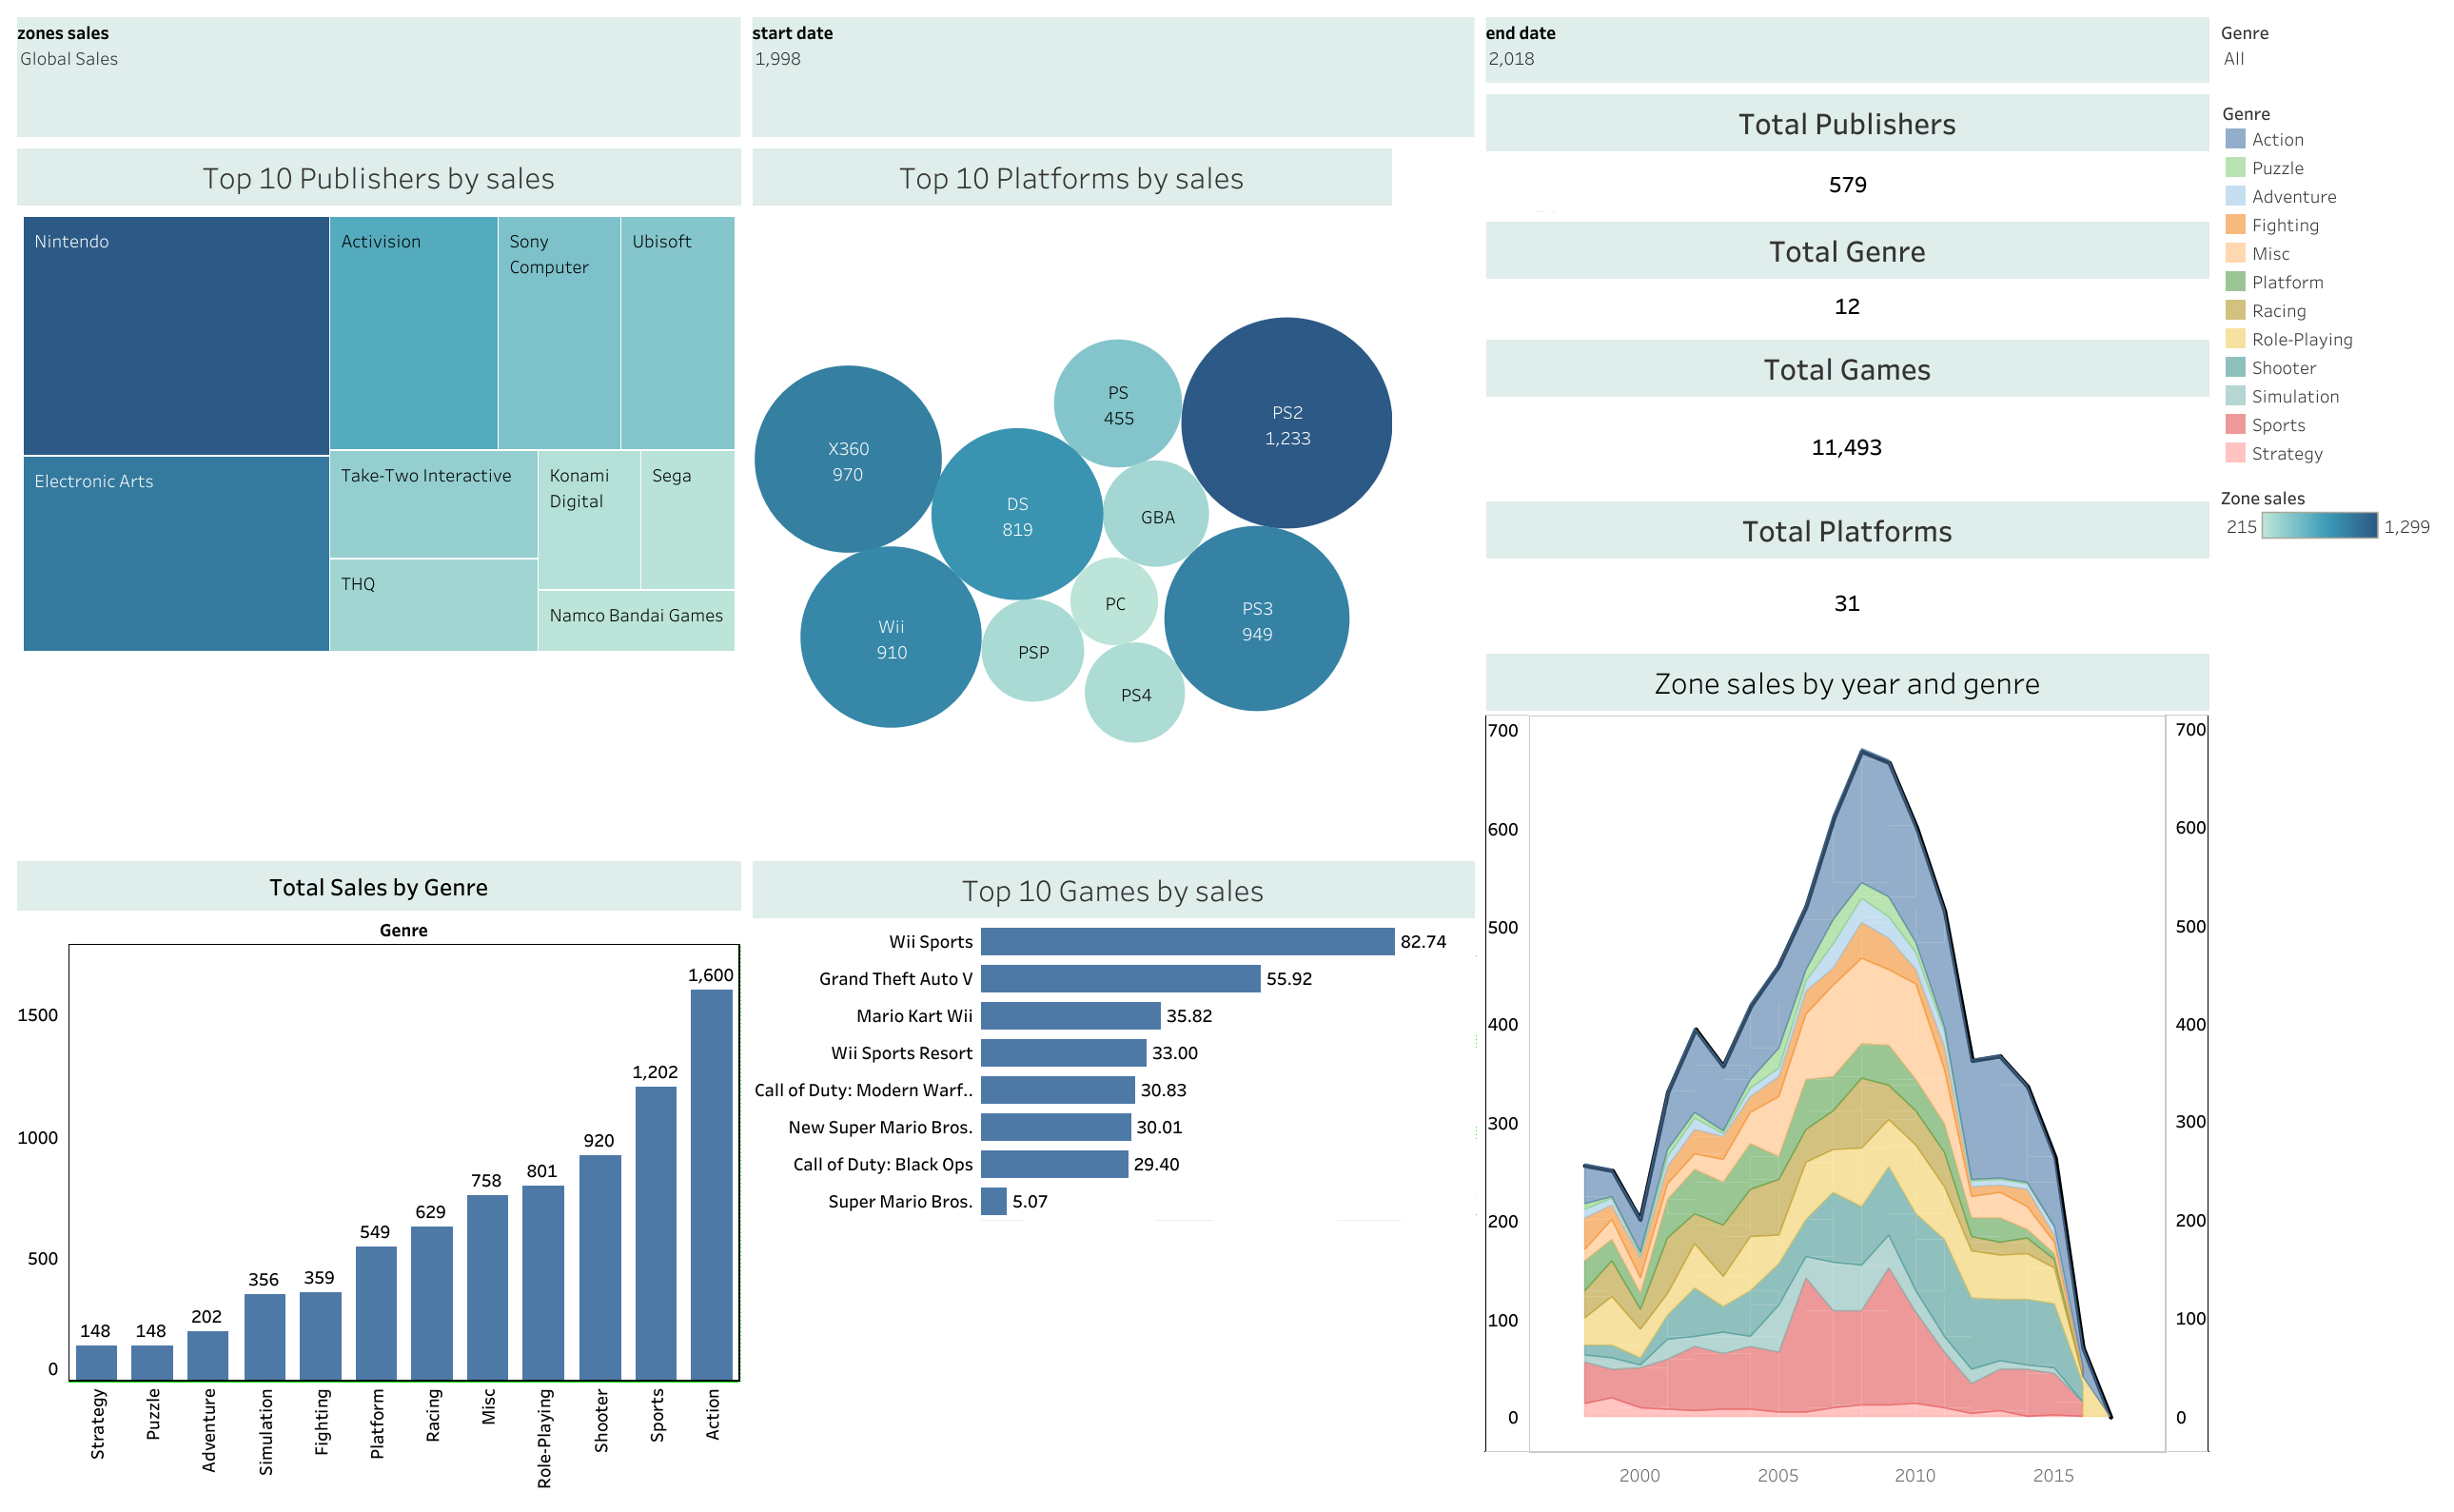 zones sales
Global Sales
start date
1,998
end date
2,018
Genre
All
Top 10 Publishers by sales
Nintendo
Activision
Sony
Computer
Ubisoft
Electronic Arts
Take-Two Interactive
Konami
Digital
Sega
THQ
Namco Bandai Games
Top 10 Platforms by sales
PS
455
PS2
1,233
X360
970
DS
819
GBA
PC
PS3
949
Wii
910
PSP
PS4
Total Publishers
579
Total Genre
12
Total Games
11,493
Total Platforms
31
Genre
Action
Puzzle
Adventure
Fighting
Misc
Platform
Racing
Role-Playing
Shooter
Simulation
Sports
Strategy
Zone sales
215 1,299
Total Sales by Genre
Genre
1500
1000
500
0
148
148
202
356
359
549
629
758
801
920
1,202
1,600
Strategy
Puzzle
Adventure
Simulation
Fighting
Platform
Racing
Misc
Role-Playing
Shooter
Sports
Action
Top 10 Games by sales
Wii Sports 82.74
Grand Theft Auto V 55.92
Mario Kart Wii 35.82
Wii Sports Resort 33.00
Call of Duty: Modern Warf.. 30.83
New Super Mario Bros. 30.01
Call of Duty: Black Ops 29.40
Super Mario Bros. 5.07
Zone sales by year and genre
700 700
600 600
500 500
400 400
300 300
200 200
100 100
0 0
2000 2005 2010 2015